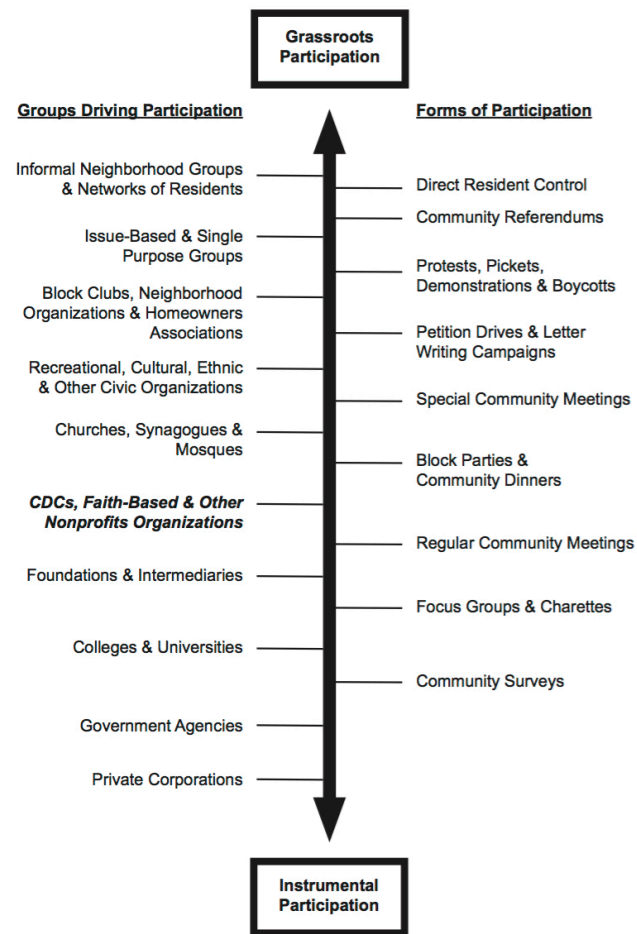 Grassroots
Participation
Groups Driving Participation
Forms of Participation
Informal Neighborhood Groups
& Networks of Residents
Issue-Based & Single
Purpose Groups
Block Clubs, Neighborhood
Organizations & Homeowners
Associations
Recreational, Cultural, Ethnic
& Other Civic Organizations
Churches, Synagogues &
Mosques
CDCs, Faith-Based & Other
Nonprofits Organizations
Foundations & Intermediaries
Colleges & Universities
Government Agencies
Private Corporations
Direct Resident Control
Community Referendums
Protests, Pickets,
Demonstrations & Boycotts
Petition Drives & Letter
Writing Campaigns
Special Community Meetings
Block Parties &
Community Dinners
Regular Community Meetings
Focus Groups & Charettes
Community Surveys
Instrumental
Participation